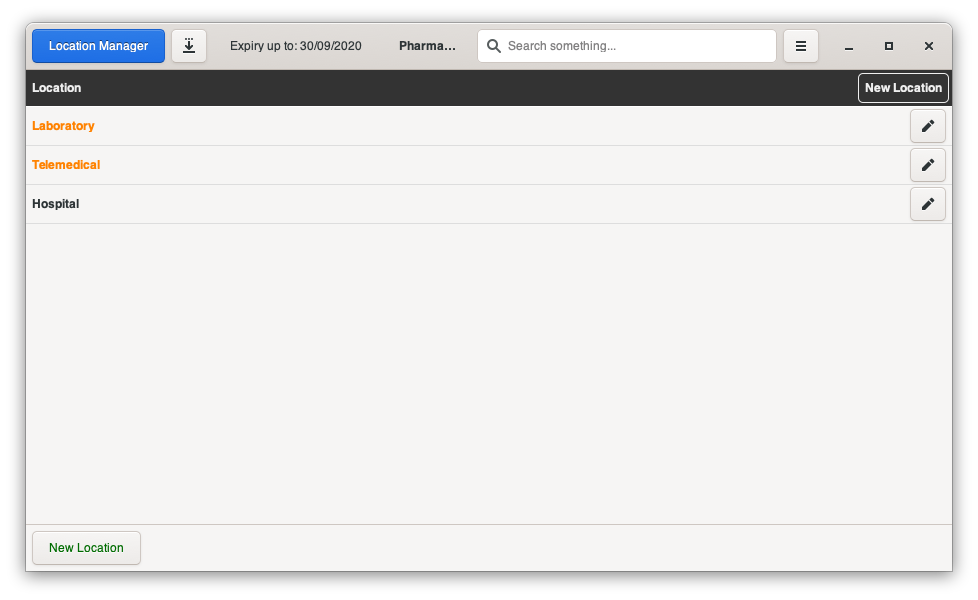 Location Manager
Expiry up to: 30/09/2020
Pharma...
Search something...
Location
New Location
Laboratory
Telemedical
Hospital
New Location